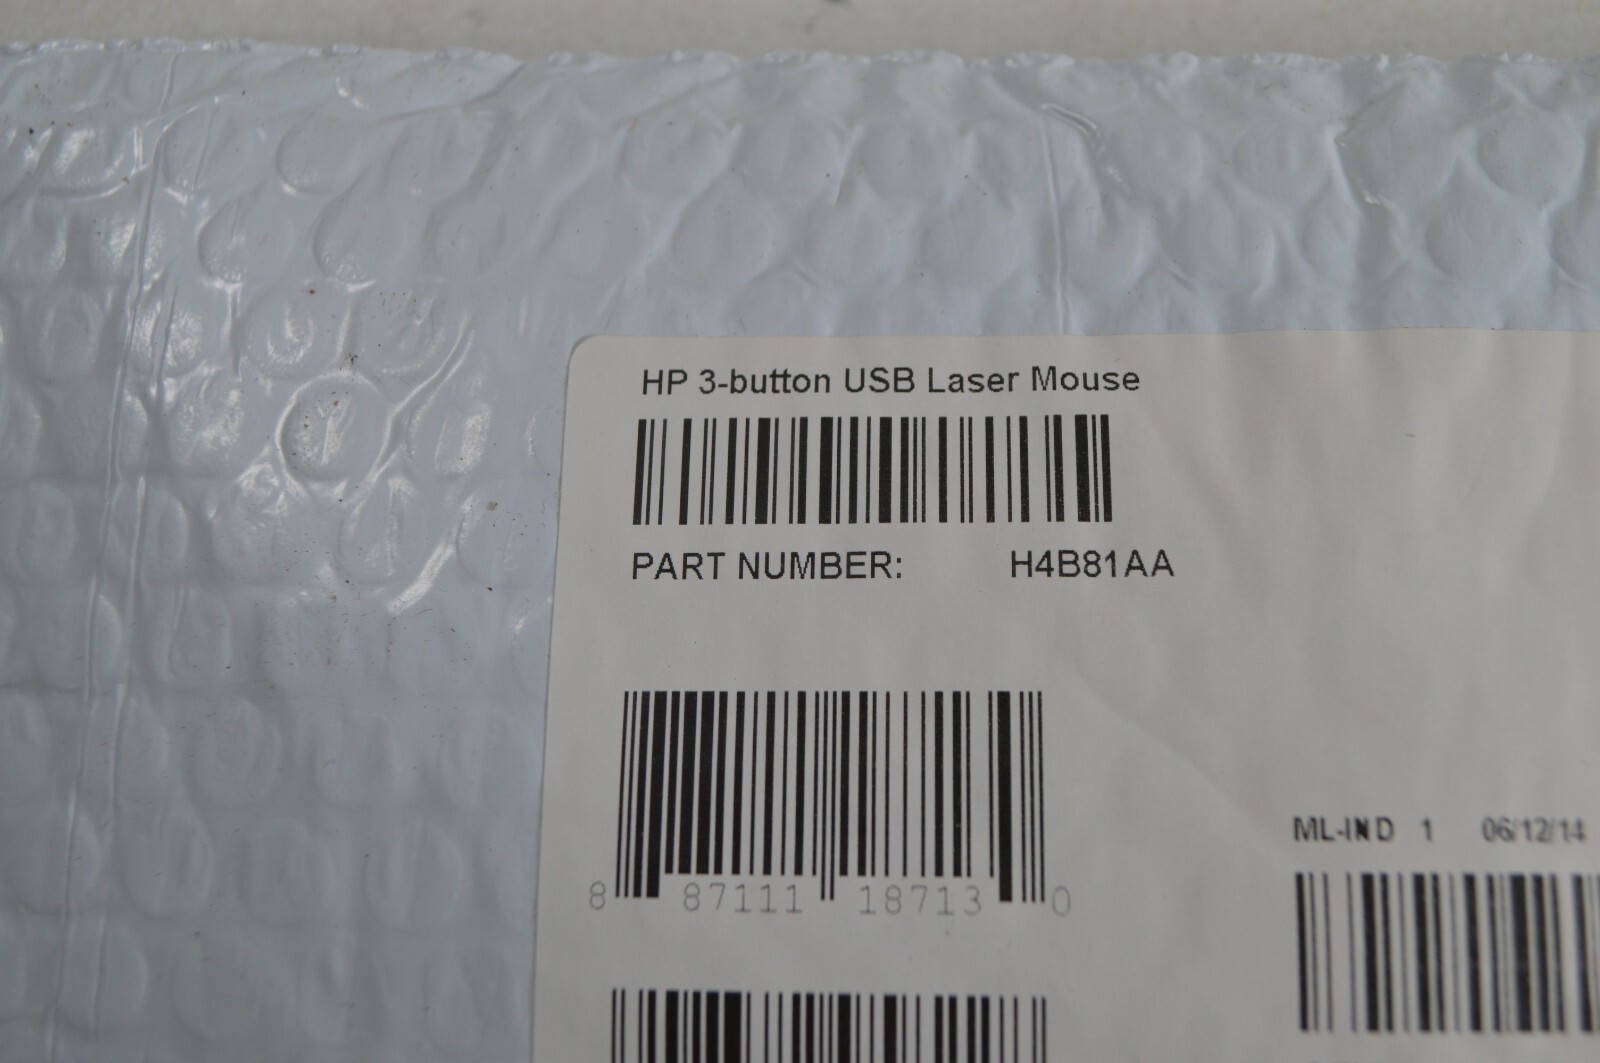 HP 3-button USB Laser Mouse
PART NUMBER: H4B81AA
8 87111 18713 0
ML-IND 1 06/12/14